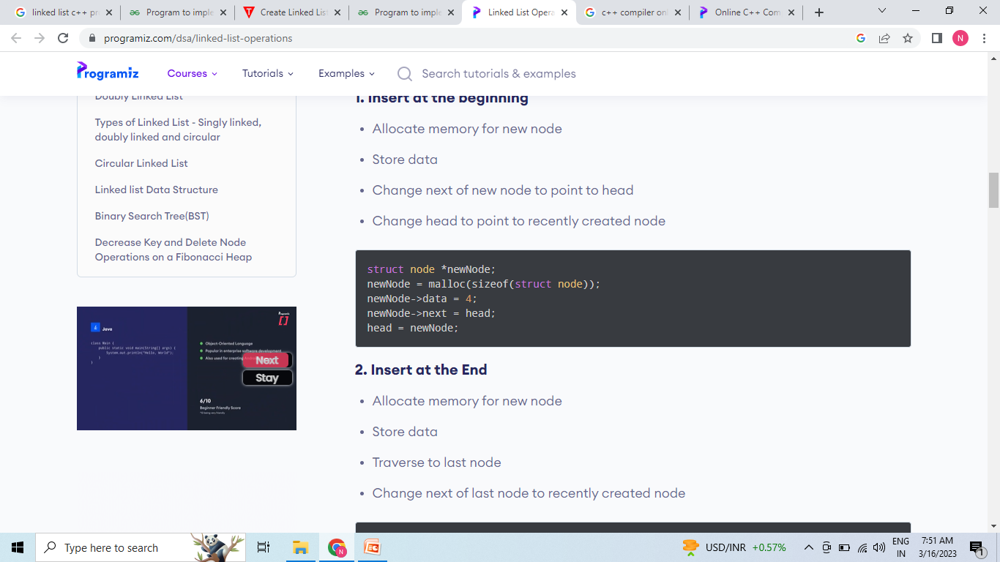 linked list c++ pr
Program to imple
Create Linked Lis
Program to imple
Linked List Opera
c++ compiler onl
Online C++ Com
programiz.com/dsa/linked-list-operations
N
Programiz
Courses
Tutorials
Examples
Search tutorials & examples
Doubly Linked List
Types of Linked List - Singly linked,
doubly linked and circular
Circular Linked List
Linked list Data Structure
Binary Search Tree(BST)
Decrease Key and Delete Node
Operations on a Fibonacci Heap
Java
class Main {
public static void main(String[] args) {
System.out.println("Hello, World");
}
}
Programiz
[]
Object-Oriented Language
Popular in enterprise software development
Also used for creating
Next
Stay
6/10
Beginner Friendly Score
1. Insert at the beginning
• Allocate memory for new node
• Store data
• Change next of new node to point to head
• Change head to point to recently created node
struct node *newNode;
newNode = malloc(sizeof(struct node));
newNode->data = 4;
newNode->next = head;
head = newNode;
2. Insert at the End
• Allocate memory for new node
• Store data
• Traverse to last node
• Change next of last node to recently created node
Type here to search
N
USD/INR +0.57%
ENG
IN
7:51 AM
3/16/2023
1